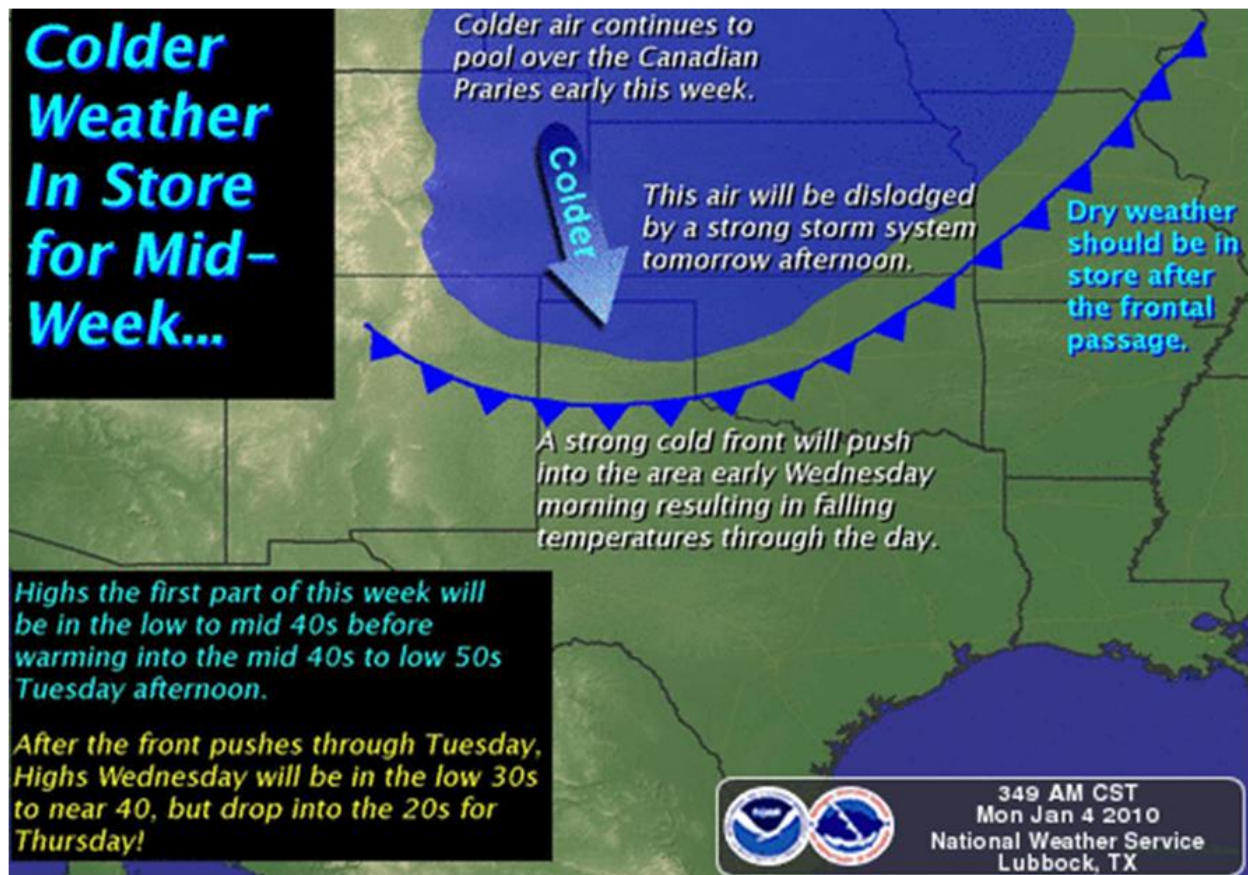 Colder
Weather
In Store
for Mid-
Week...
Colder air continues to
pool over the Canadian
Praries early this week.
Colder
This air will be dislodged
by a strong storm system
tomorrow afternoon.
Dry weather
should be in
store after
the frontal
passage.
A strong cold front will push
into the area early Wednesday
morning resulting in falling
temperatures through the day.
Highs the first part of this week will
be in the low to mid 40s before
warming into the mid 40s to low 50s
Tuesday afternoon.
After the front pushes through Tuesday,
Highs Wednesday will be in the low 30s
to near 40, but drop into the 20s for
Thursday!
349 AM CST
Mon Jan 4 2010
National Weather Service
Lubbock, TX